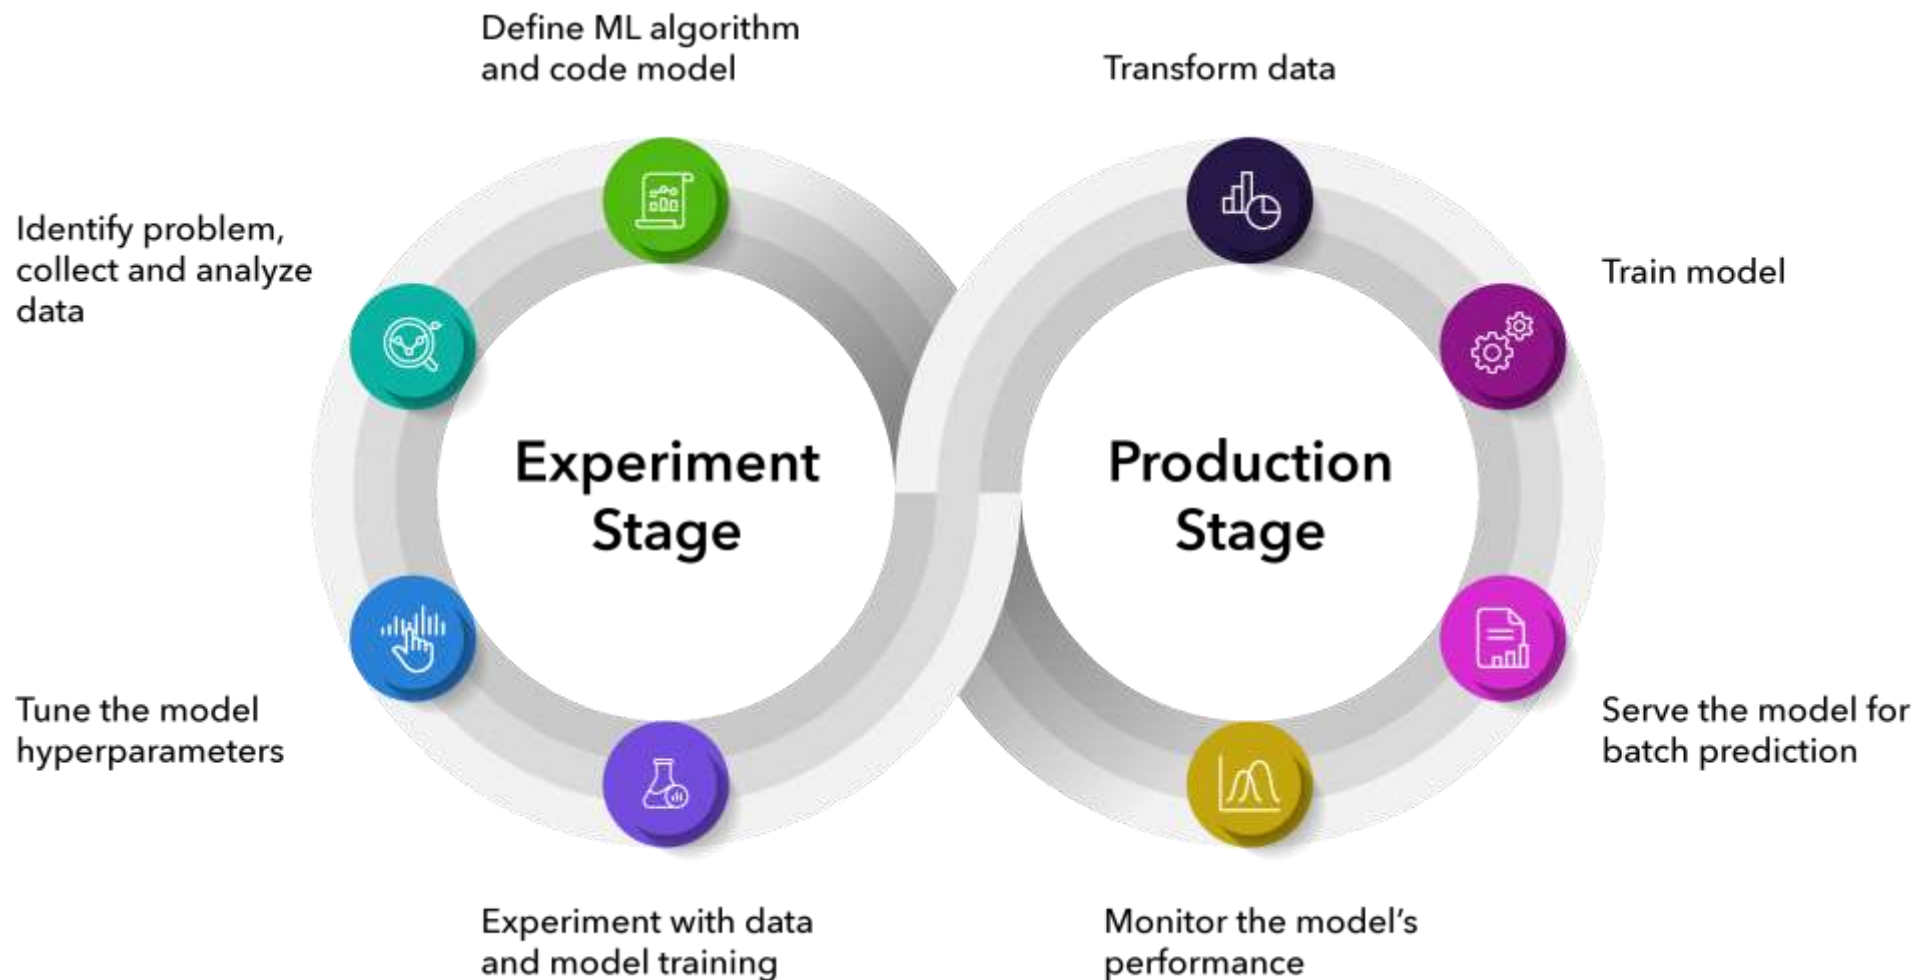 Define ML algorithm
and code model
Transform data
Identify problem,
collect and analyze
data
Train model
Experiment
Stage
Production
Stage
Tune the model
hyperparameters
Serve the model for
batch prediction
Experiment with data
and model training
Monitor the model’s
performance